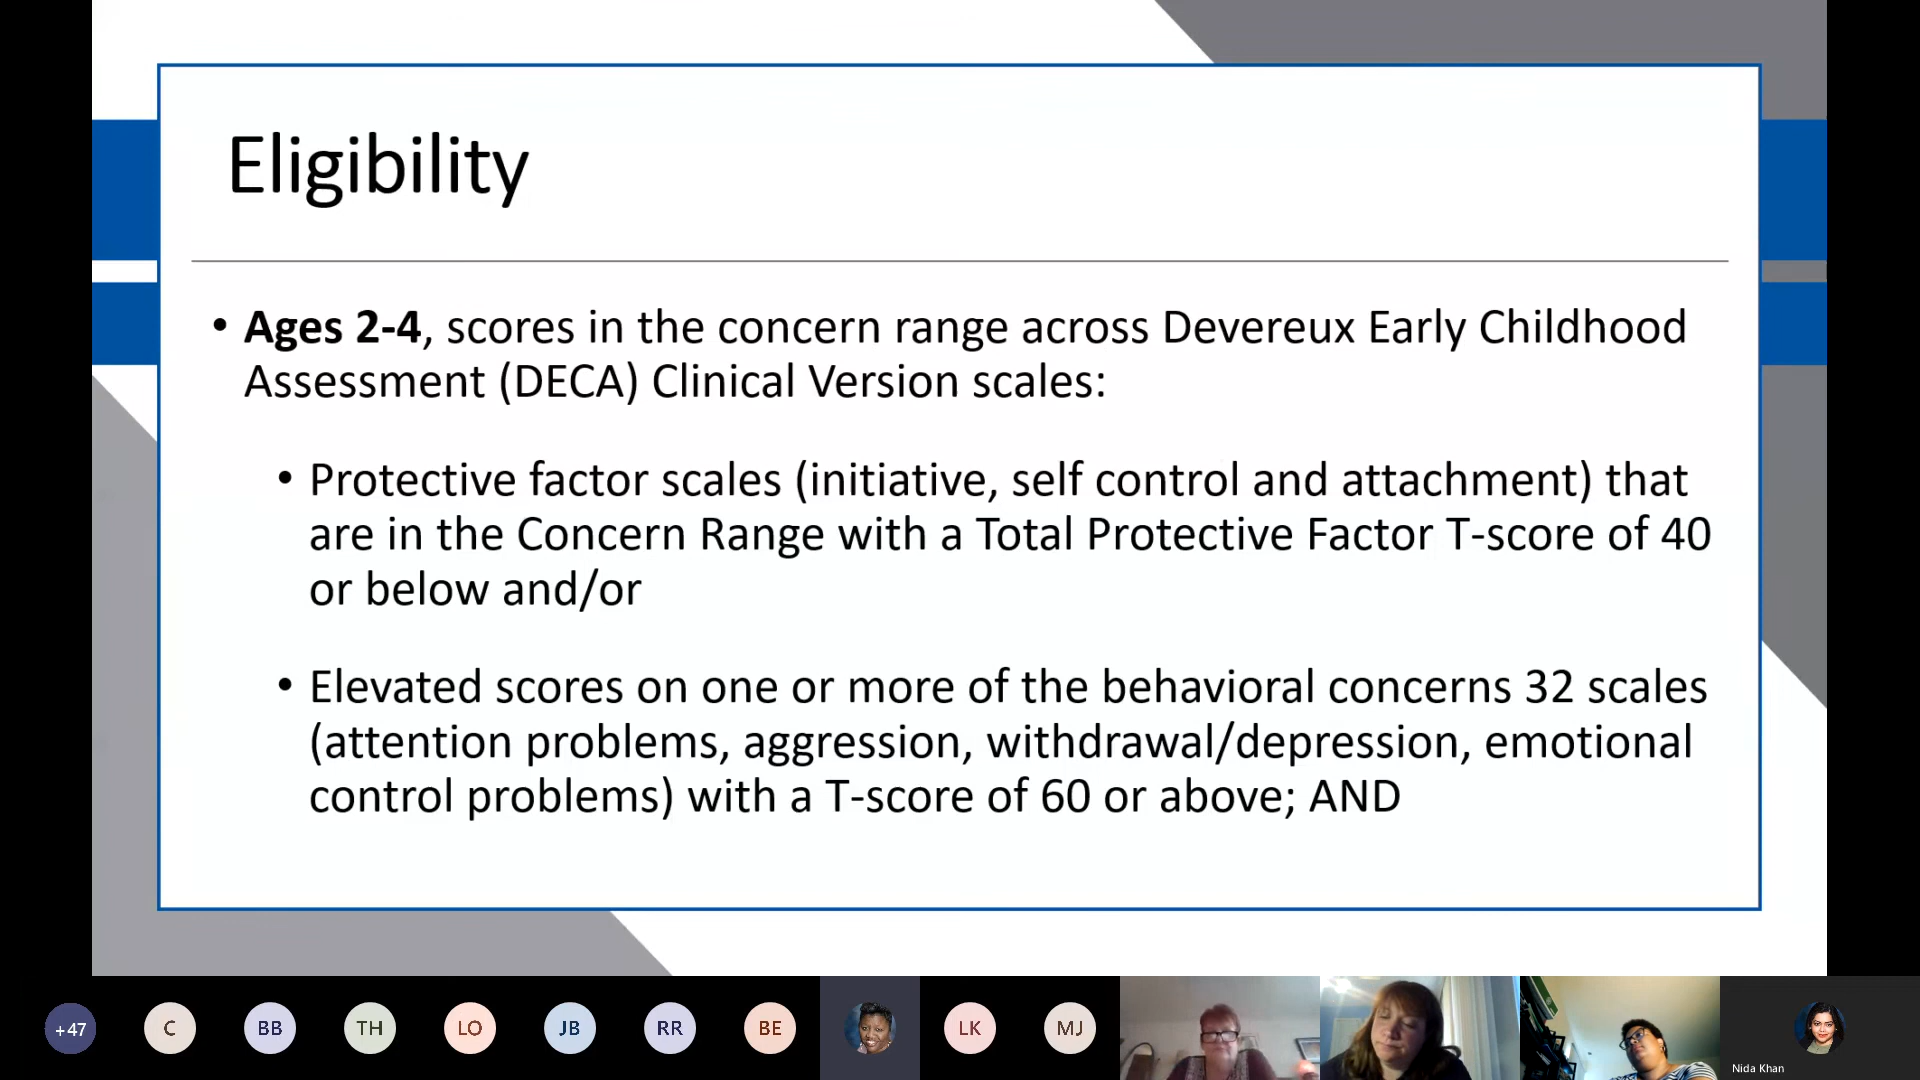 Eligibility
• Ages 2-4, scores in the concern range across Devereux Early Childhood
Assessment (DECA) Clinical Version scales:
• Protective factor scales (initiative, self control and attachment) that
are in the Concern Range with a Total Protective Factor T-score of 40
or below and/or
• Elevated scores on one or more of the behavioral concerns 32 scales
(attention problems, aggression, withdrawal/depression, emotional
control problems) with a T-score of 60 or above; AND
+47
C
BB
TH
LO
JB
RR
BE
LK
MJ
Nida Khan